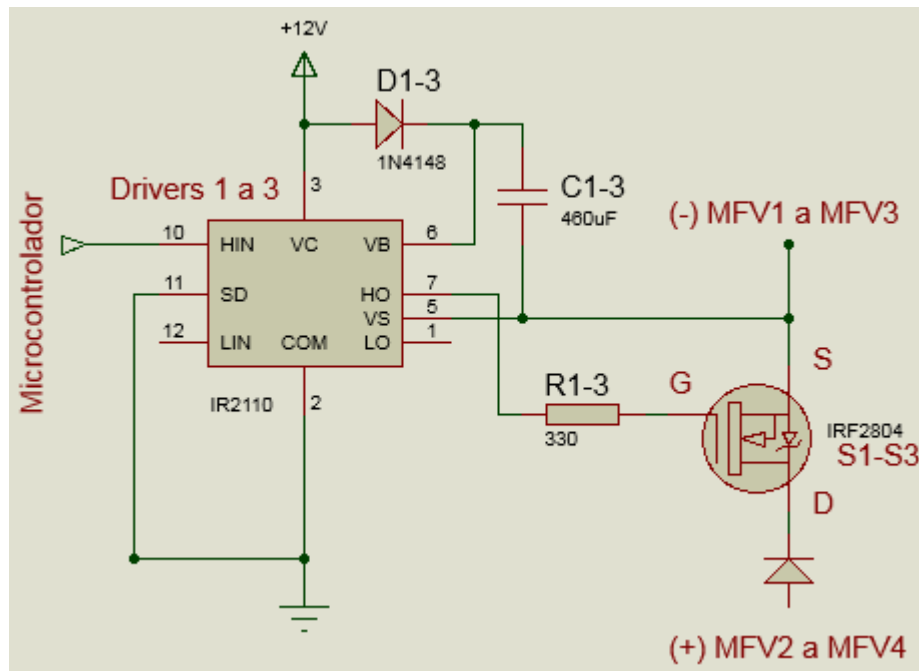 +12V
D1-3
1N4148
3
Drivers 1 a 3
C1-3
460uF
(-) MFV1 a MFV3
Microcontrolador
10
HIN
VC
VB
6
11
SD
HO
7
VS
5
12
LIN
COM
LO
1
IR2110
2
R1-3
330
G
S
IRF2804
S1-S3
D
(+) MFV2 a MFV4